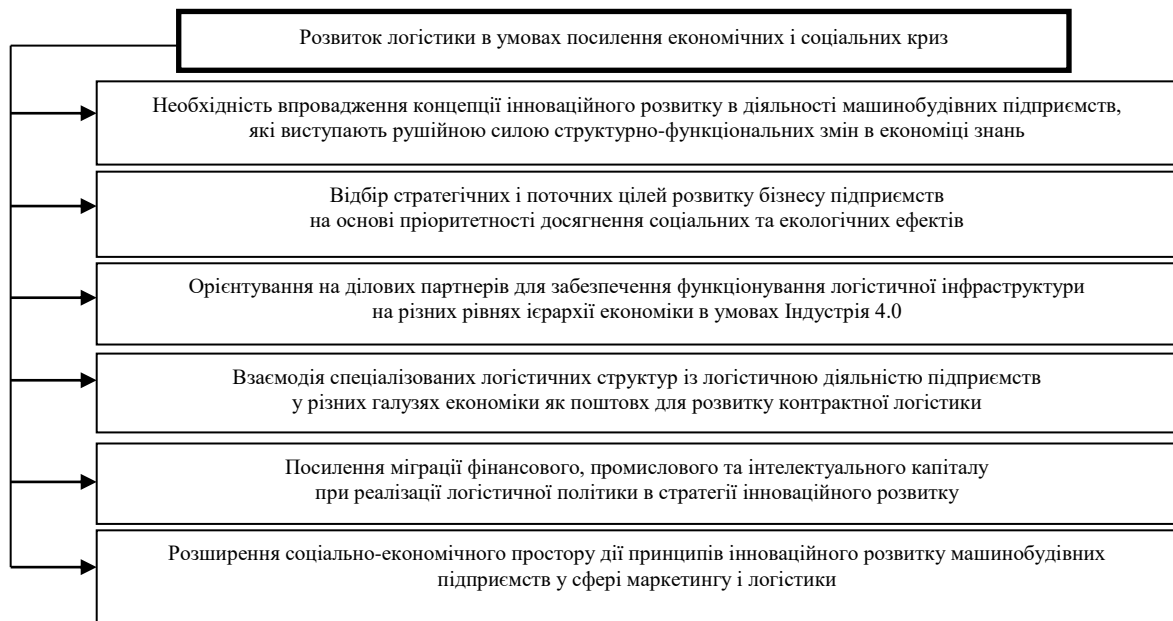 Розвиток логістики в умовах посилення економічних і соціальних криз
Необхідність впровадження концепції інноваційного розвитку в діяльності машинобудівних підприємств,
які виступають рушійною силою структурно-функціональних змін в економіці знань
Відбір стратегічних і поточних цілей розвитку бізнесу підприємств
на основі пріоритетності досягнення соціальних та екологічних ефектів
Орієнтування на ділових партнерів для забезпечення функціонування логістичної інфраструктури
на різних рівнях ієрархії економіки в умовах Індустрія 4.0
Взаємодія спеціалізованих логістичних структур із логістичною діяльністю підприємств
у різних галузях економіки як поштовх для розвитку контрактної логістики
Посилення міграції фінансового, промислового та інтелектуального капіталу
при реалізації логістичної політики в стратегії інноваційного розвитку
Розширення соціально-економічного простору дії принципів інноваційного розвитку машинобудівних
підприємств у сфері маркетингу і логістики